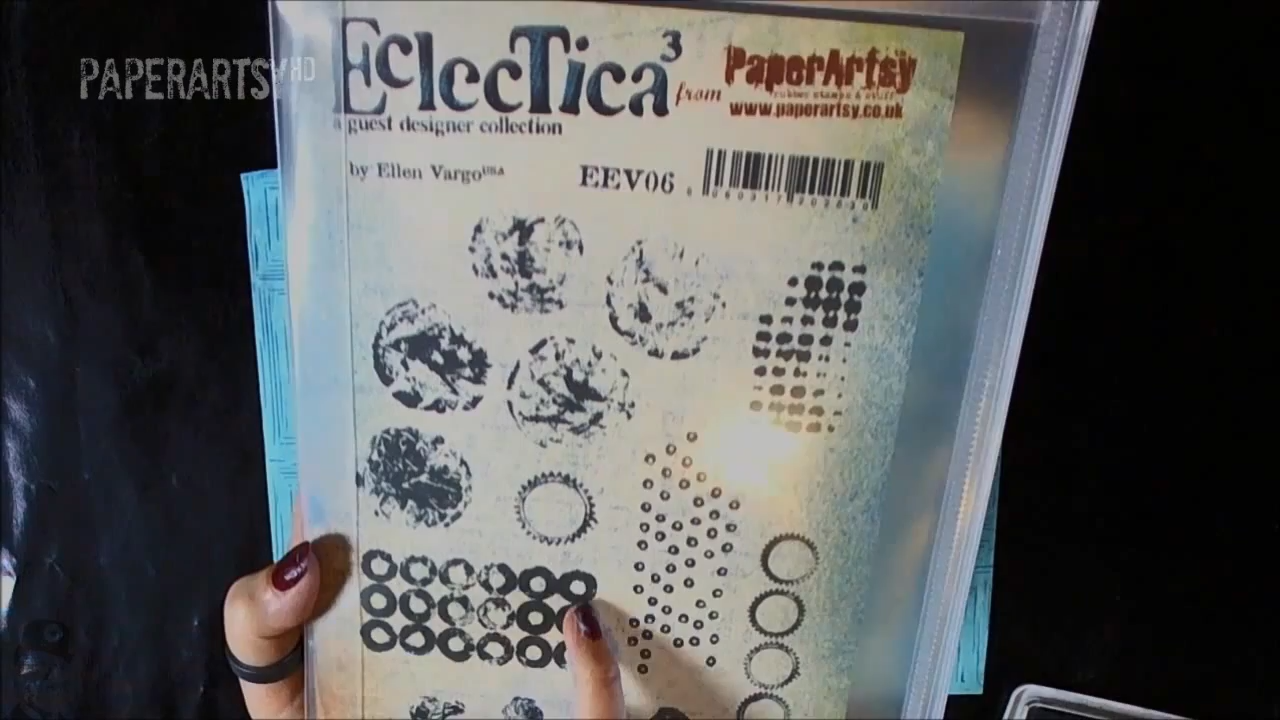 PAPERARTSY HD
EclecTica3 from PaperArtsy
rubber stamps & stuff
www.paperartsy.co.uk
a guest designer collection
by Ellen Vargo USA EEV06